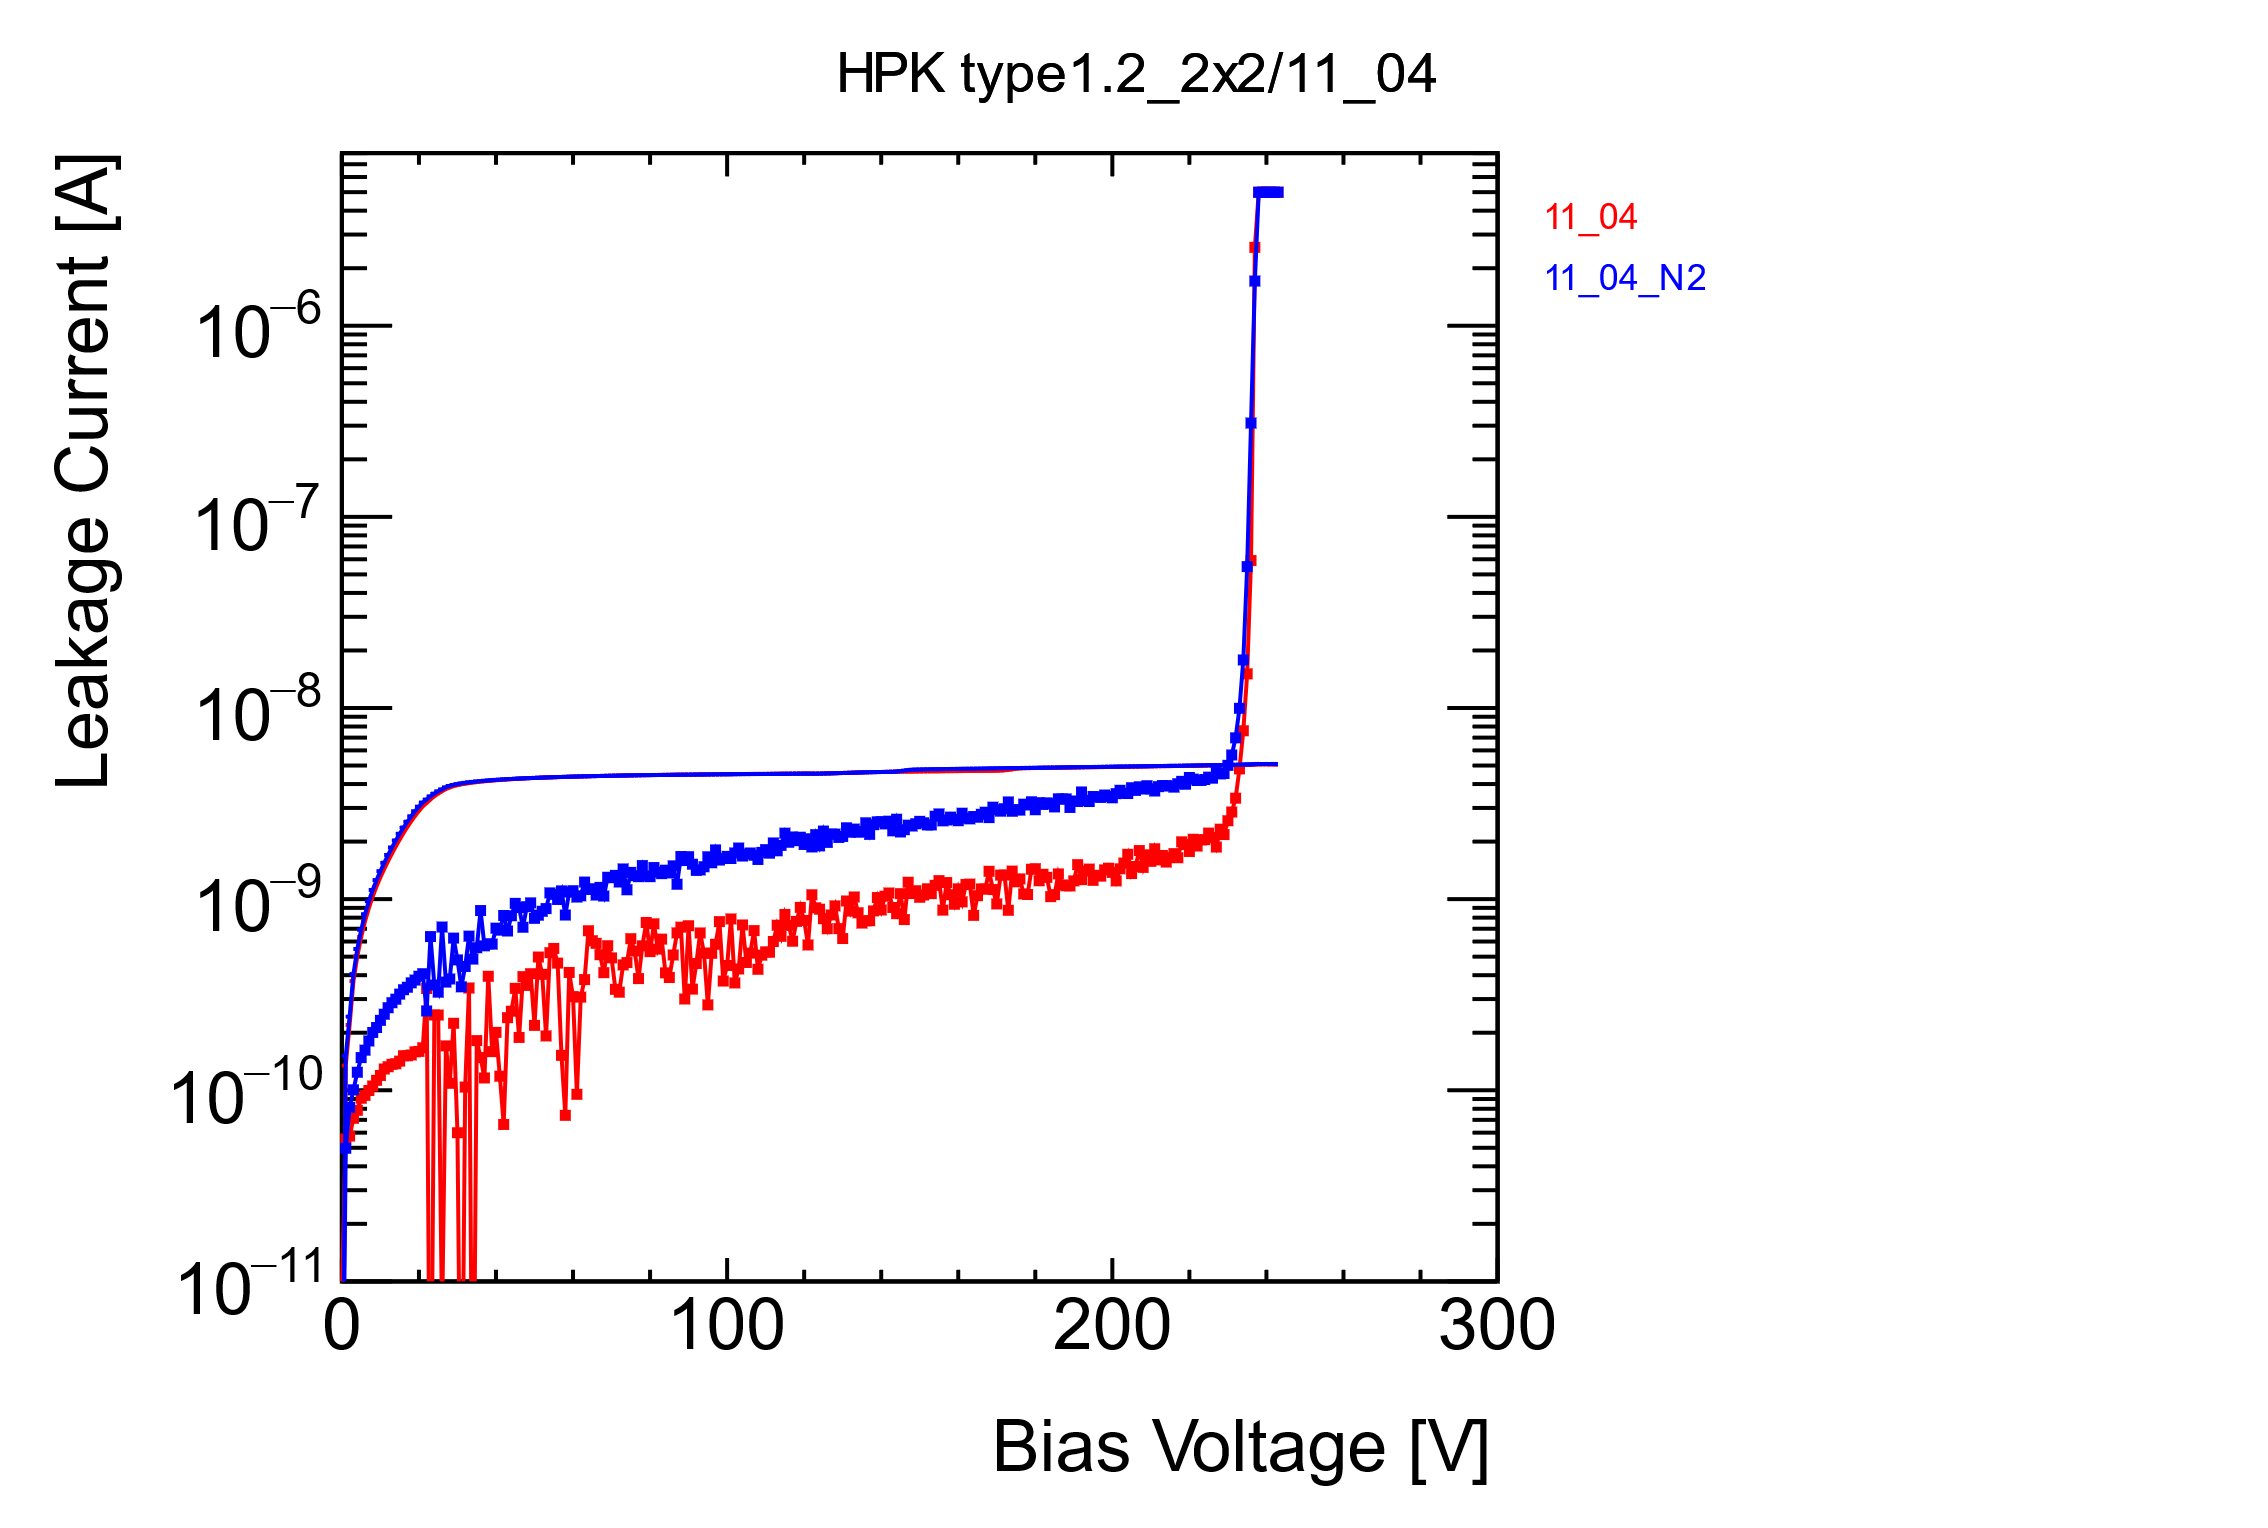 HPK type1.2_2x2/11_04
Leakage Current [A]
11_04
11_04_N2
10⁻⁶
10⁻⁷
10⁻⁸
10⁻⁹
10⁻¹⁰
10⁻¹¹
0 100 200 300
Bias Voltage [V]